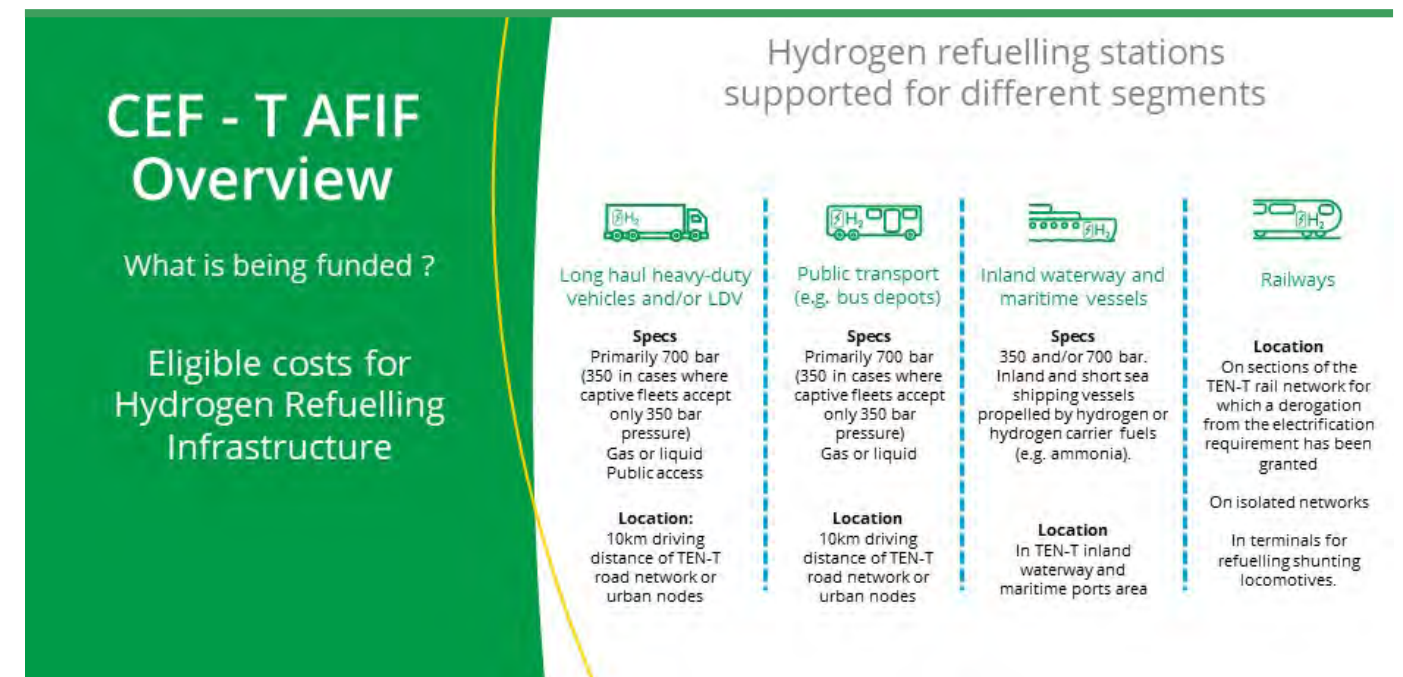 CEF - T AFIF
Overview
What is being funded ?
Eligible costs for
Hydrogen Refuelling
Infrastructure
Hydrogen refuelling stations
supported for different segments
H₂
Long haul heavy-duty
vehicles and/or LDV
Specs
Primarily 700 bar
(350 in cases where
captive fleets accept
only 350 bar
pressure)
Gas or liquid
Public access
Location:
10km driving
distance of TEN-T
road network or
urban nodes
H₂
Public transport
(e.g. bus depots)
Specs
Primarily 700 bar
(350 in cases where
captive fleets accept
only 350 bar
pressure)
Gas or liquid
Location
10km driving
distance of TEN-T
road network or
urban nodes
H₂
Inland waterway and
maritime vessels
Specs
350 and/or 700 bar.
Inland and short sea
shipping vessels
propelled by hydrogen or
hydrogen carrier fuels
(e.g. ammonia).
Location
In TEN-T inland
waterway and
maritime ports area
H₂
Railways
Location
On sections of the
TEN-T rail network for
which a derogation
from the electrification
requirement has been
granted
On isolated networks
In terminals for
refuelling shunting
locomotives.